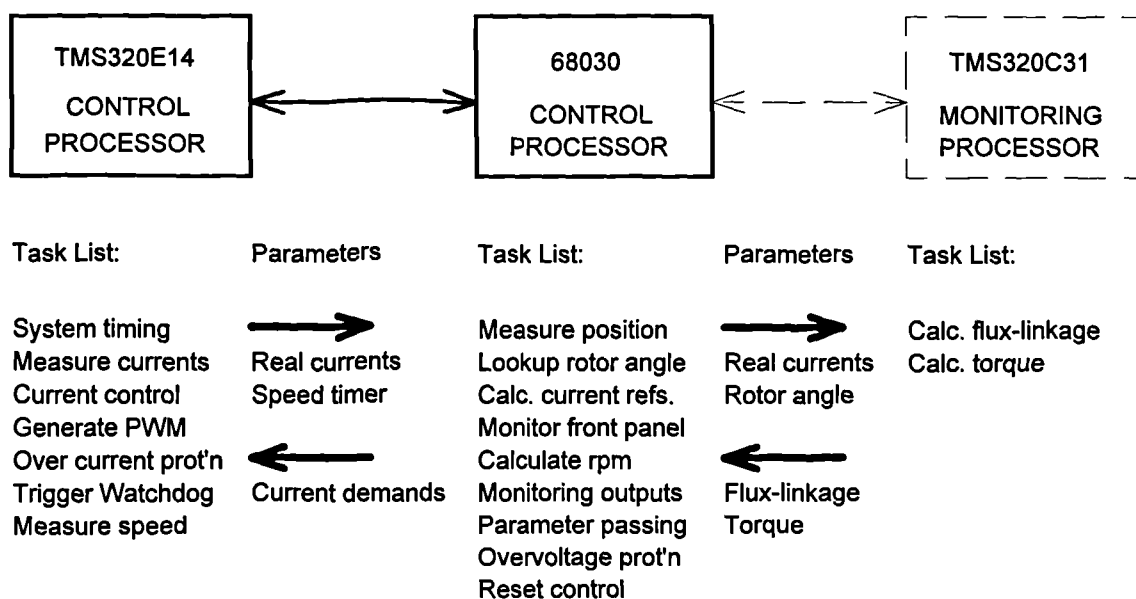 TMS320E14
CONTROL
PROCESSOR
68030
CONTROL
PROCESSOR
TMS320C31
MONITORING
PROCESSOR
Task List:
System timing
Measure currents
Current control
Generate PWM
Over current prot'n
Trigger Watchdog
Measure speed
Parameters
Real currents
Speed timer
Current demands
Task List:
Measure position
Lookup rotor angle
Calc. current refs.
Monitor front panel
Calculate rpm
Monitoring outputs
Parameter passing
Overvoltage prot'n
Reset control
Parameters
Real currents
Rotor angle
Flux-linkage
Torque
Task List:
Calc. flux-linkage
Calc. torque